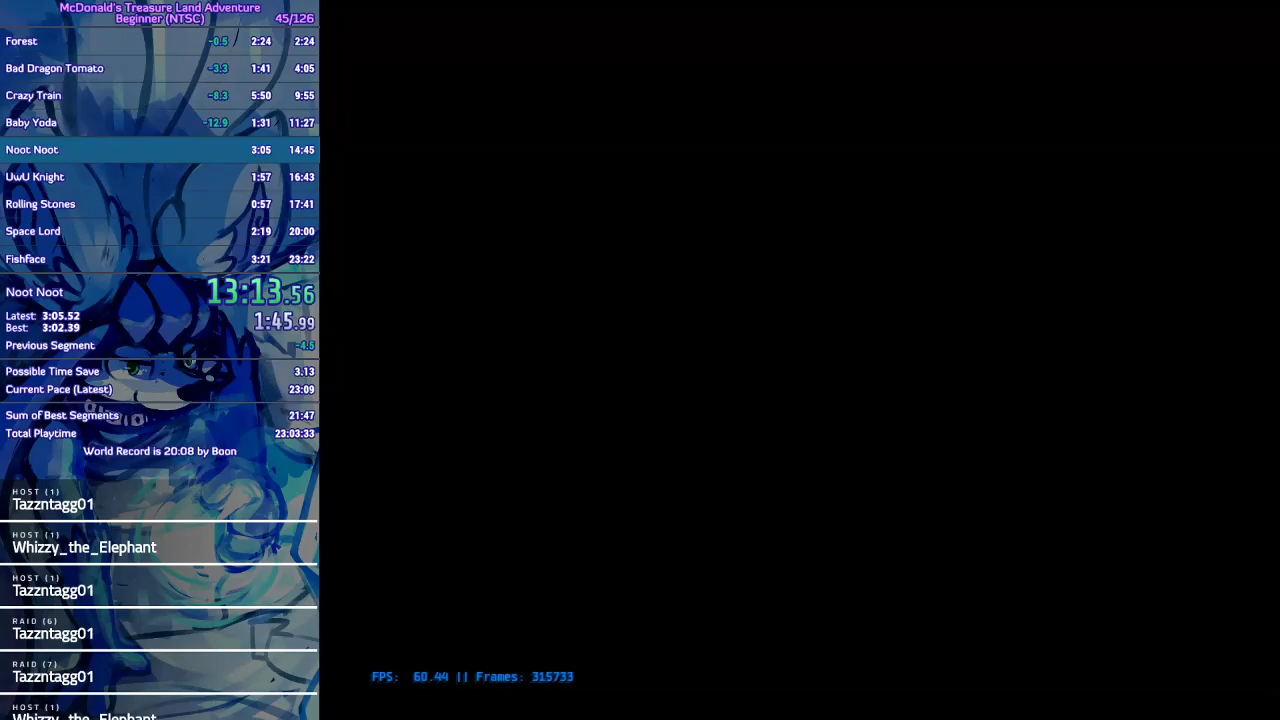 McDonald's Treasure Land Adventure
Beginner (NTSC) 45/126
Forest -0.5 2:24 2:24
Bad Dragon Tomato -3.3 1:41 4:05
Crazy Train -8.3 5:50 9:55
Baby Yoda -12.9 1:31 11:27
Noot Noot 3:05 14:45
UwU Knight 1:57 16:43
Rolling Stones 0:57 17:41
Space Lord 2:19 20:00
Fishface 3:21 23:22
Noot Noot 13:13.56
Latest: 3:05.52 1:45.99
Best: 3:02.39
Previous Segment -4.5
Possible Time Save 3.13
Current Pace (Latest) 23:09
Sum of Best Segments 21:47
Total Playtime 23:03:33
World Record is 20:08 by Boon
HOST (1)
Tazzntagg01
HOST (1)
Whizzy_the_Elephant
HOST (1)
Tazzntagg01
RAID (6)
Tazzntagg01
RAID (7)
Tazzntagg01
HOST (1)
Whizzy_the_Elephant
FPS: 60.44 || Frames: 315733